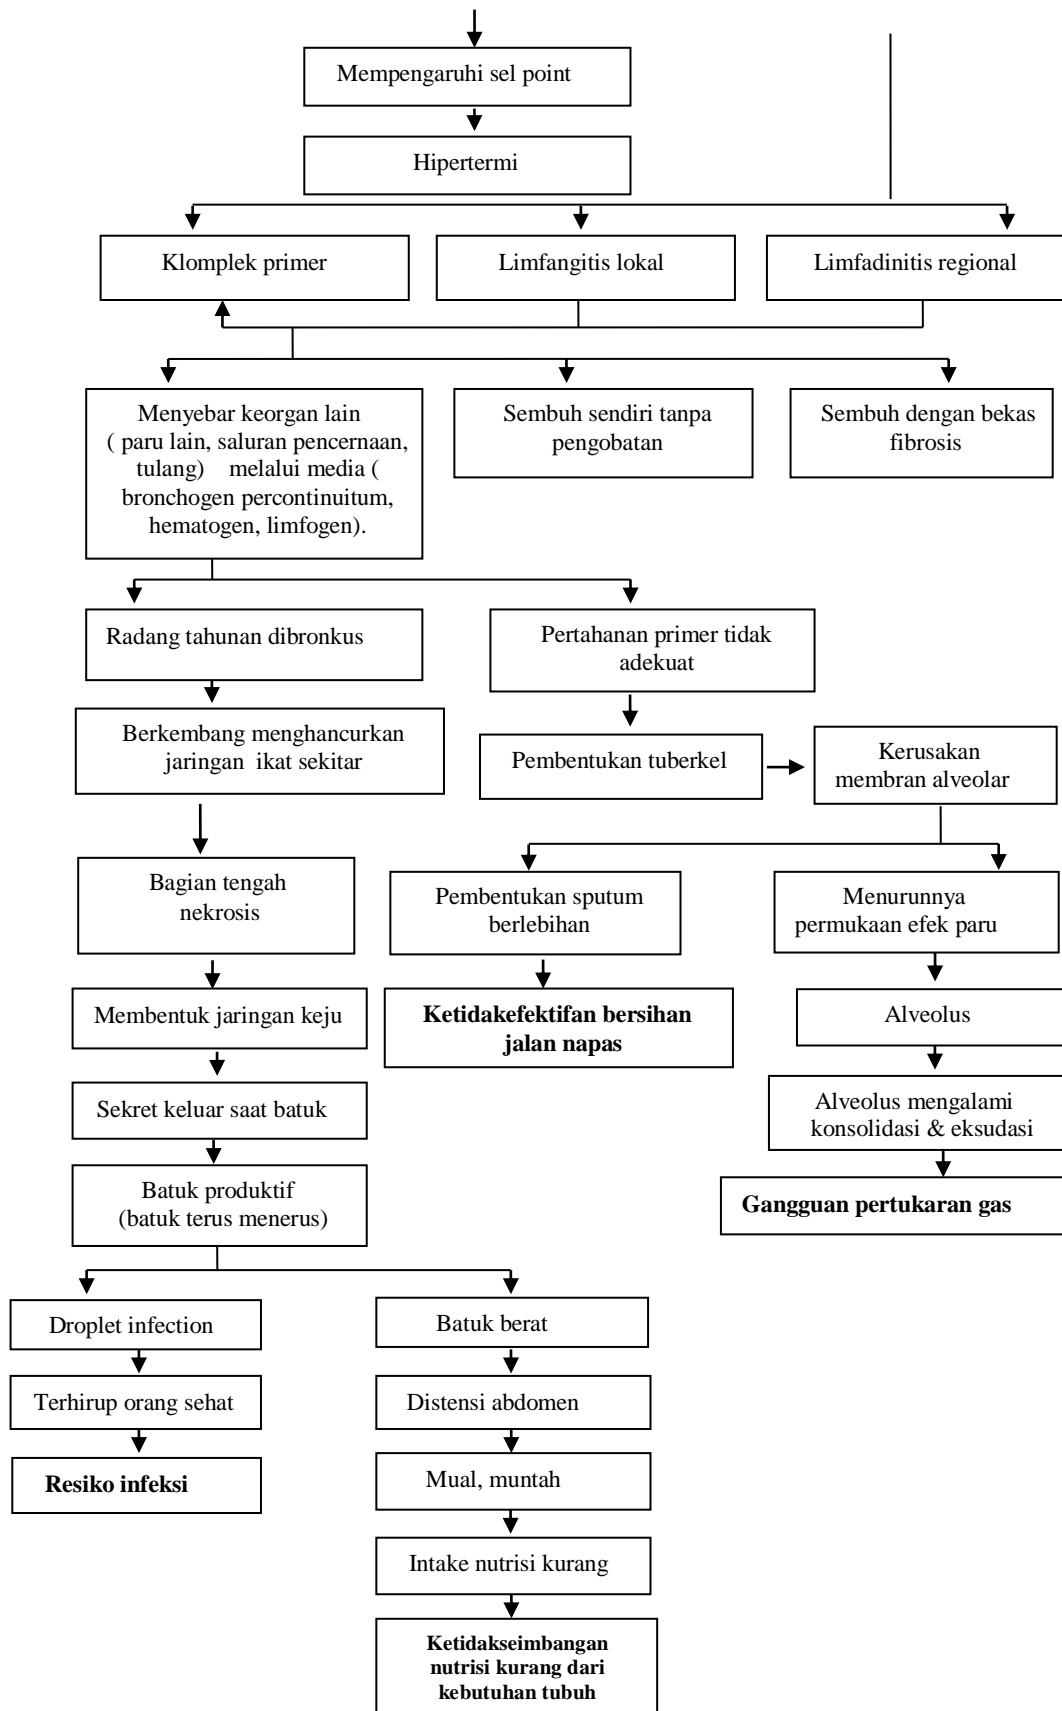 Mempengaruhi sel point
Hipertermi
Klomplek primer
Limfangitis lokal
Limfadinitis regional
Menyebar keorgan lain
( paru lain, saluran pencernaan,
tulang) melalui media (
bronchogen percontinuitum,
hematogen, limfogen).
Sembuh sendiri tanpa
pengobatan
Sembuh dengan bekas
fibrosis
Radang tahunan dibronkus
Pertahanan primer tidak
adekuat
Berkembang menghancurkan
jaringan ikat sekitar
Pembentukan tuberkel
Kerusakan
membran alveolar
Bagian tengah
nekrosis
Pembentukan sputum
berlebihan
Menurunnya
permukaan efek paru
Membentuk jaringan keju
Ketidakefektifan bersihan
jalan napas
Alveolus
Sekret keluar saat batuk
Alveolus mengalami
konsolidasi & eksudasi
Batuk produktif
(batuk terus menerus)
Gangguan pertukaran gas
Droplet infection
Batuk berat
Terhirup orang sehat
Distensi abdomen
Resiko infeksi
Mual, muntah
Intake nutrisi kurang
Ketidakseimbangan
nutrisi kurang dari
kebutuhan tubuh